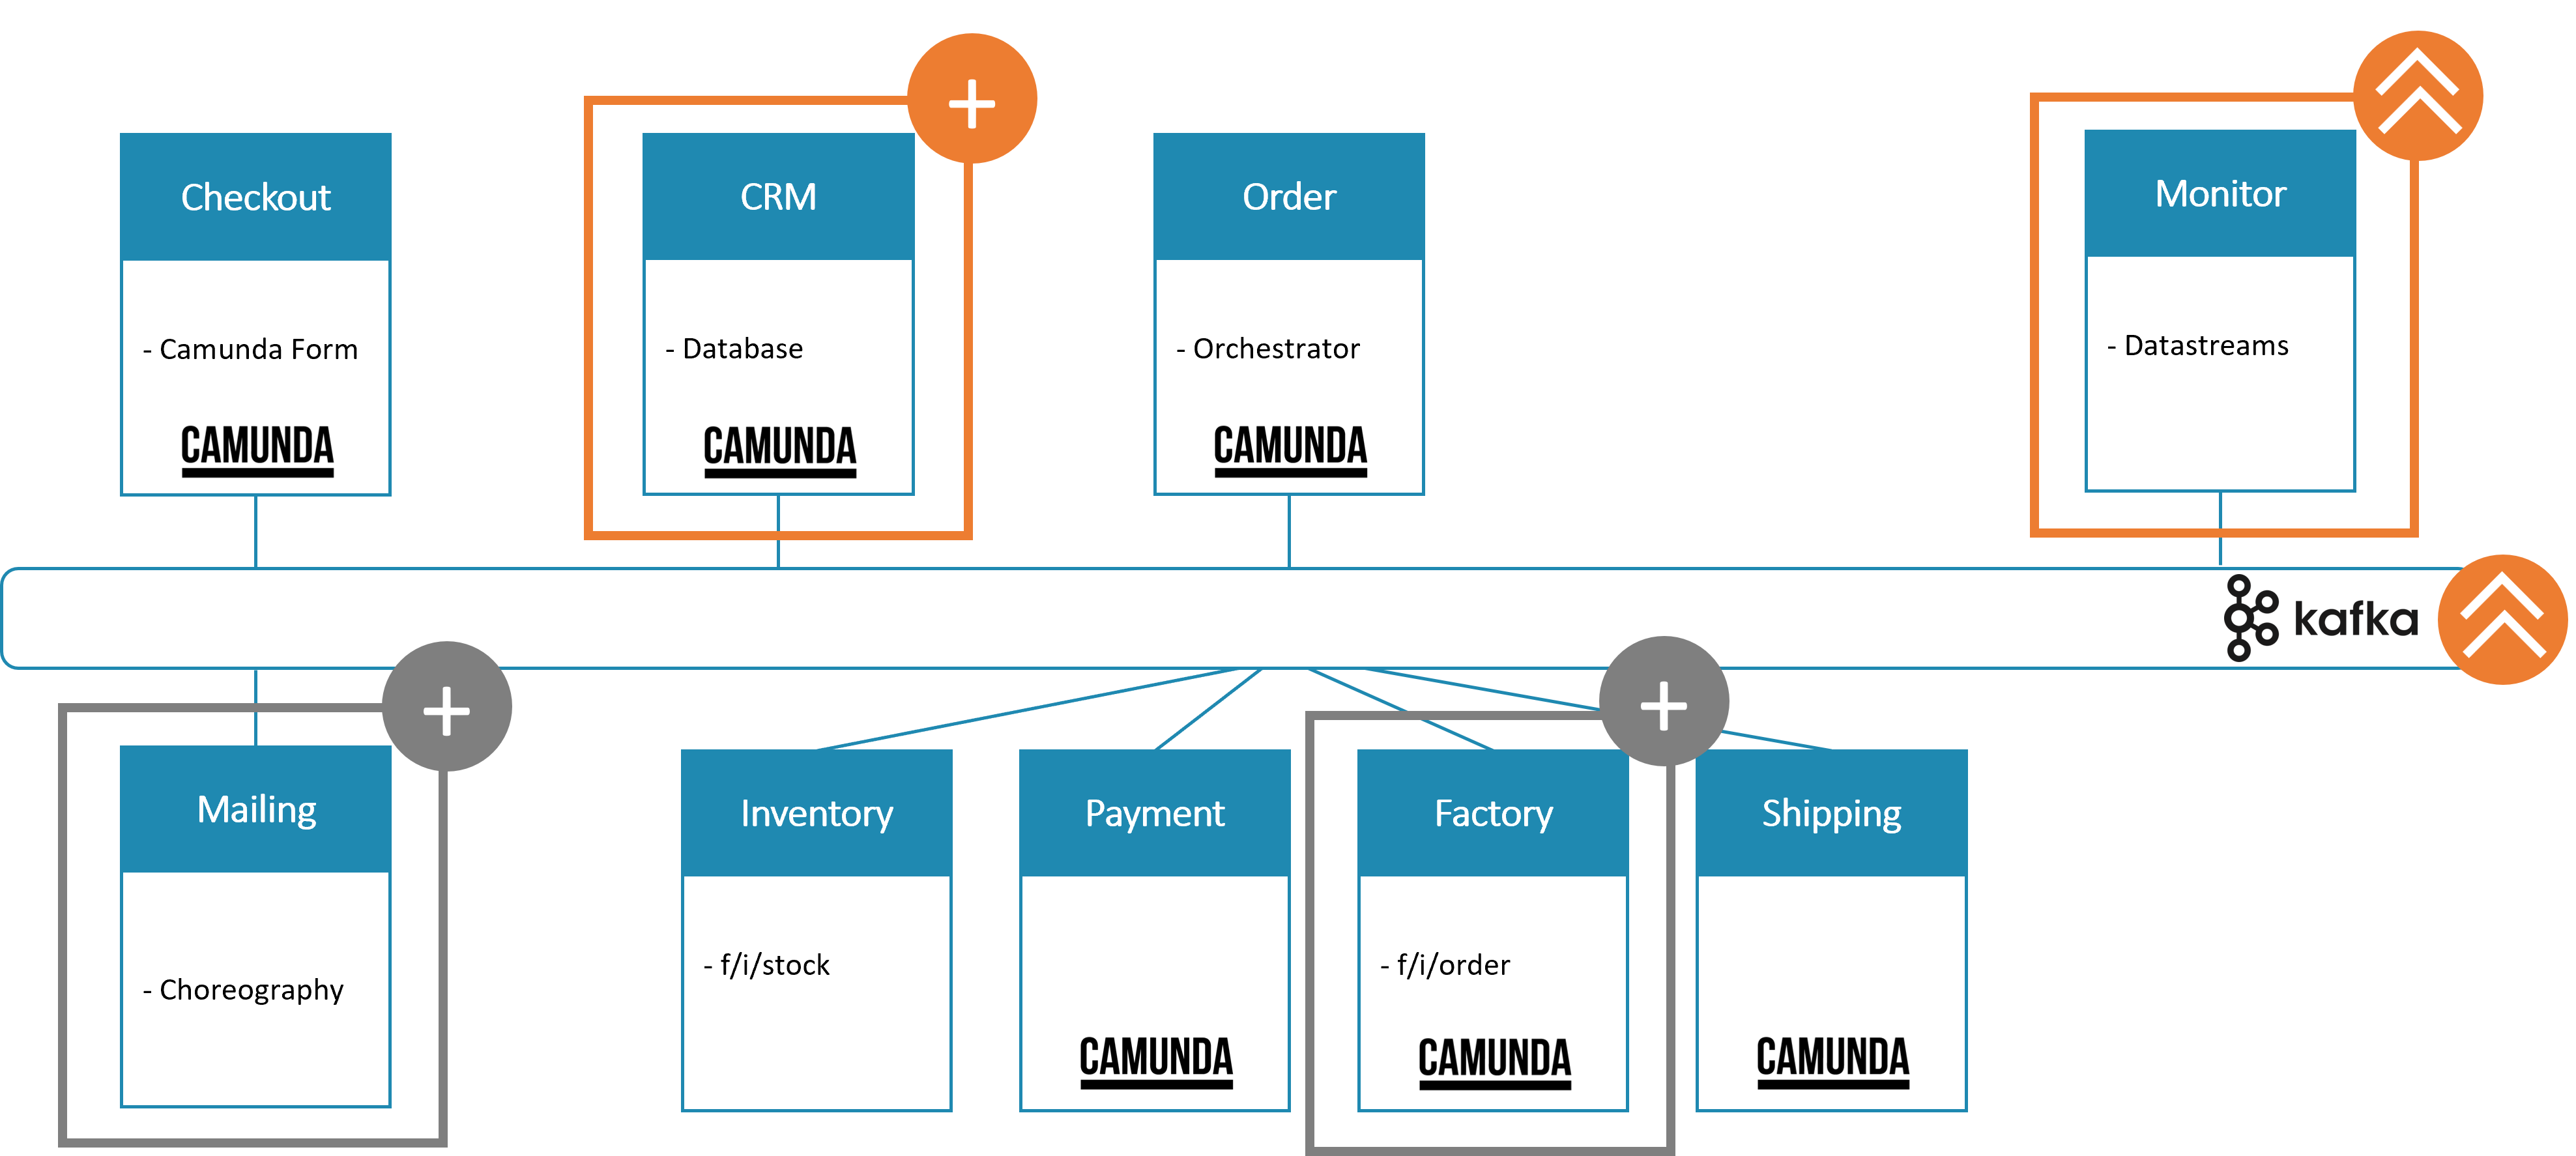 Checkout
- Camunda Form
CAMUNDA
CRM
- Database
CAMUNDA
Order
- Orchestrator
CAMUNDA
Monitor
- Datastreams
kafka
Mailing
- Choreography
Inventory
- f/i/stock
Payment
CAMUNDA
Factory
- f/i/order
CAMUNDA
Shipping
CAMUNDA